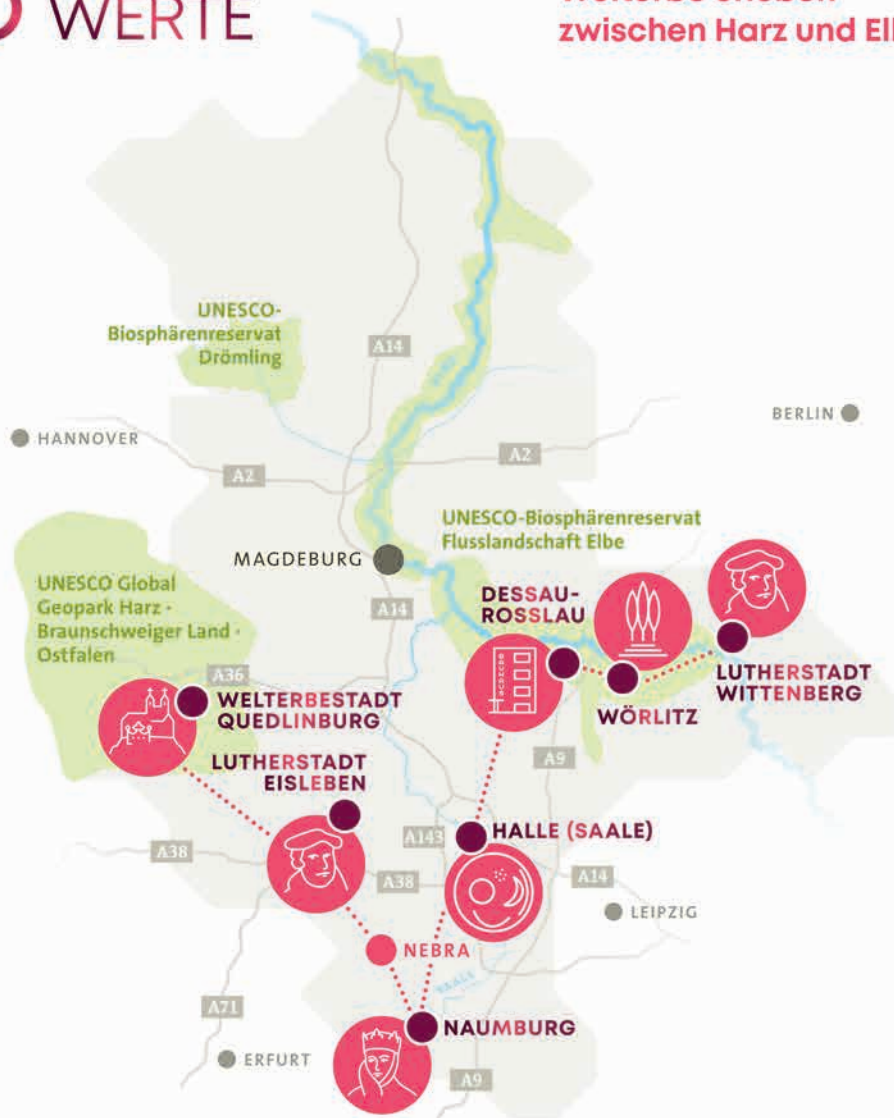 WERTE
zwischen Harz und
UNESCO-
Biosphärenreservat
Drömling
A14
BERLIN
HANNOVER
A2
A2
UNESCO-Biosphärenreservat
Flusslandschaft Elbe
MAGDEBURG
UNESCO Global
Geopark Harz ·
Braunschweiger Land ·
Ostfalen
A14
DESSAU-
ROSSLAU
A36
LUTHERSTADT
WITTENBERG
WELTERBESTADT
QUEDLINBURG
WÖRLITZ
LUTHERSTADT
EISLEBEN
A9
A143
HALLE (SAALE)
A38
A38
A14
LEIPZIG
NEBRA
SAALE
A71
NAUMBURG
ERFURT
A9